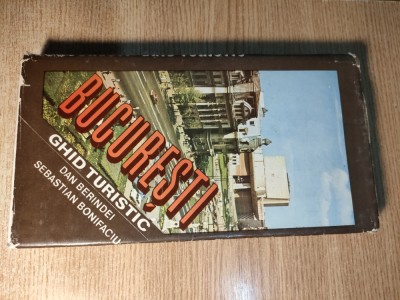 BUCUREȘTI
GHID TURISTIC
DAN BERINDEI
SEBASTIAN BONIFACIU